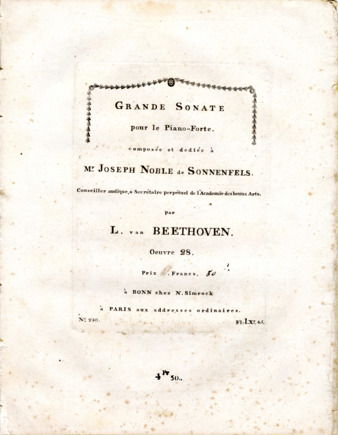 GRANDE SONATE
pour le Piano-Forte.
composée et dediée à
Mr. JOSEPH NOBLE de SONNENFELS.
Conseiller aulique, & Secrétaire perpétuel de l'Academie des beaux Arts.
par
L. van BEETHOVEN.
Oeuvre 28.
Prix Francs. 50
à BONN chez N. Simrock
à PARIS aux addresses ordinaires.
No. 240.
4 Fr 50.